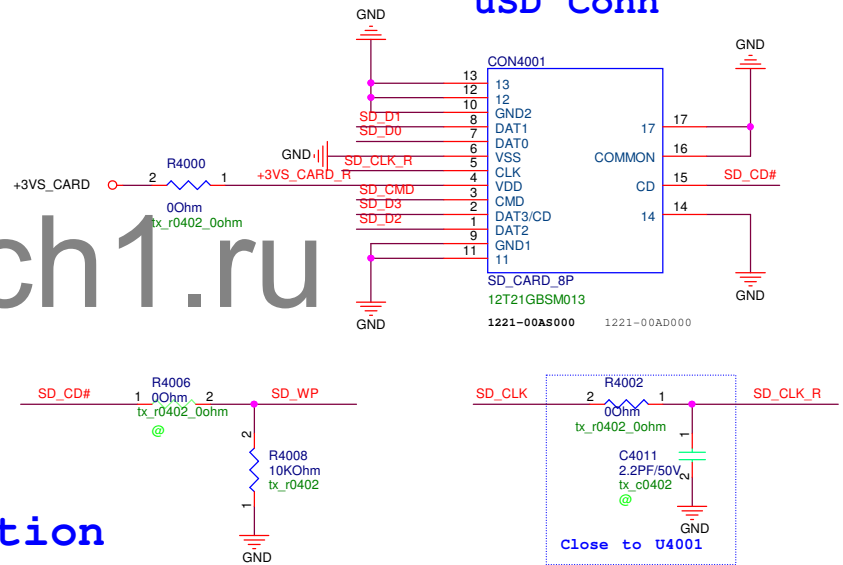 uSD Conn
GND
GND
CON4001
13 13
12 12
10 GND2
SD_D1 8 DAT1 17 17
SD_D0 7 DAT0
GND 6 VSS COMMON 16
SD_CLK_R 5 CLK
R4000
+3VS_CARD 2 1 +3VS_CARD_R 4 VDD CD 15 SD_CD#
0Ohm
tx_r0402_0ohm
SD_CMD 3 CMD
SD_D3 2 DAT3/CD 14 14
SD_D2 1 DAT2
9 GND1
11 11
ch1.ru
SD_CARD_8P
12T21GBSM013
GND
GND
1221-00AS000 1221-00AD000
R4006
SD_CD# 1 0Ohm 2 SD_WP
tx_r0402_0ohm
@
2
R4008
10KOhm
tx_r0402
1
GND
R4002
SD_CLK 2 1 SD_CLK_R
0Ohm
tx_r0402_0ohm
1
C4011
2.2PF/50V
tx_c0402
2
@
GND
Close to U4001
tion